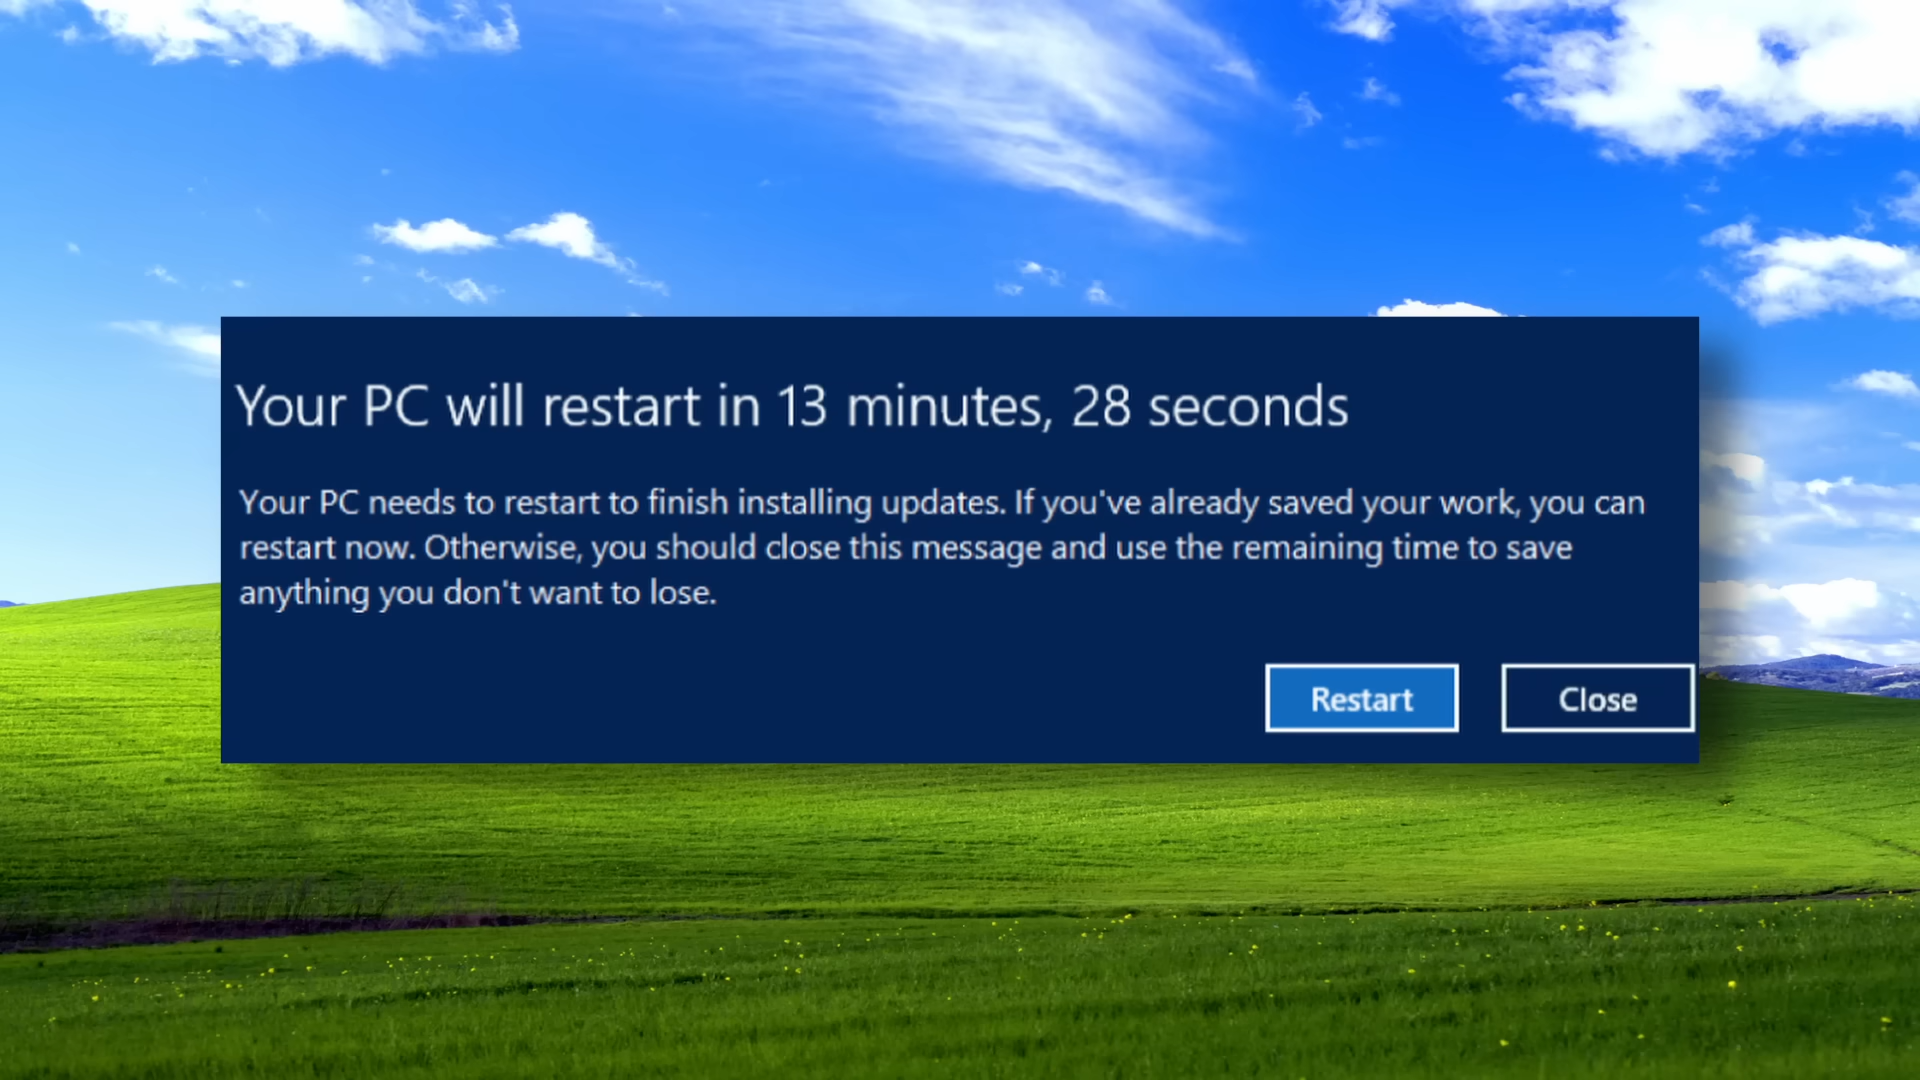 Your PC will restart in 13 minutes, 28 seconds
Your PC needs to restart to finish installing updates. If you've already saved your work, you can
restart now. Otherwise, you should close this message and use the remaining time to save
anything you don't want to lose.
Restart
Close